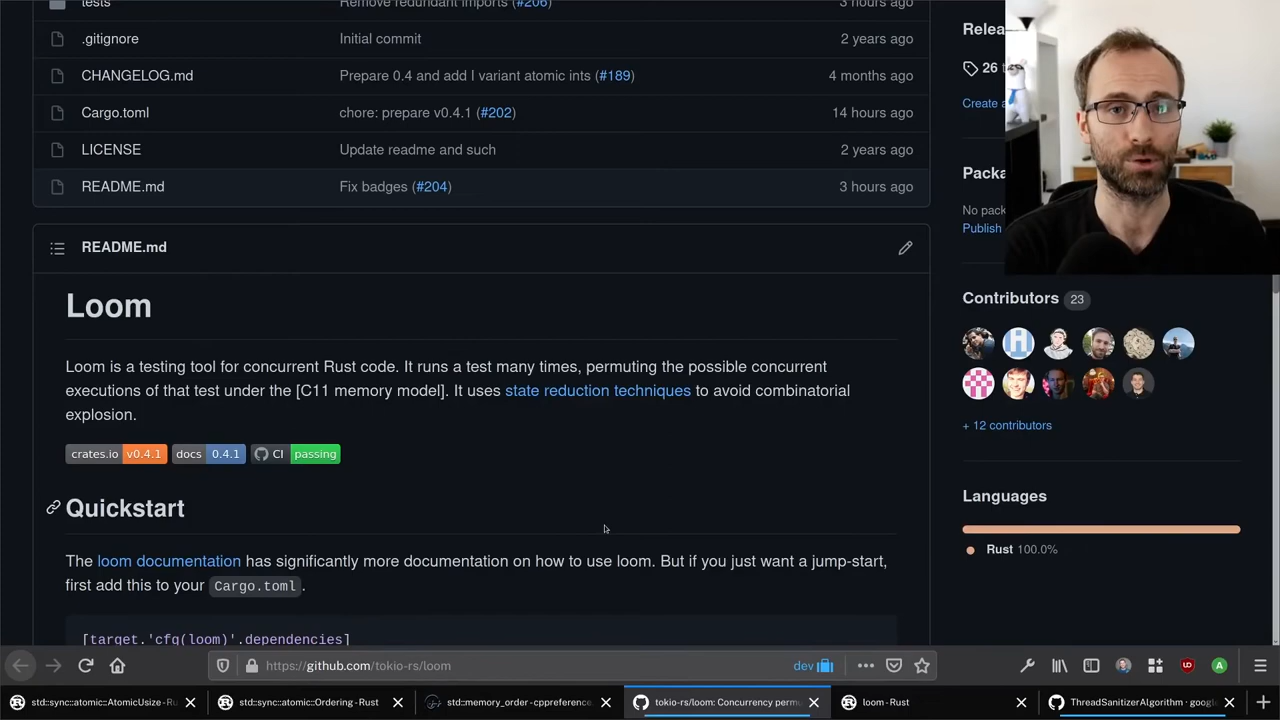 tests
Remove redundant imports (#206)
3 hours ago
.gitignore
Initial commit
2 years ago
CHANGELOG.md
Prepare 0.4 and add I variant atomic ints (#189)
4 months ago
Cargo.toml
chore: prepare v0.4.1 (#202)
14 hours ago
LICENSE
Update readme and such
2 years ago
README.md
Fix badges (#204)
3 hours ago
README.md
Loom
Loom is a testing tool for concurrent Rust code. It runs a test many times, permuting the possible concurrent
executions of that test under the [C11 memory model]. It uses state reduction techniques to avoid combinatorial
explosion.
crates.io v0.4.1 docs 0.4.1 CI passing
Quickstart
The loom documentation has significantly more documentation on how to use loom. But if you just want a jump-start,
first add this to your Cargo.toml.
[target.'cfg(loom)'.dependencies]
Relea
26
Create a
Packa
No pack
Publish
Contributors 23
+ 12 contributors
Languages
Rust 100.0%
https://github.com/tokio-rs/loom
dev
std::sync::atomic::AtomicUsize - Ru
std::sync::atomic::Ordering - Rust
std::memory_order - cppreference.
tokio-rs/loom: Concurrency permu
loom - Rust
ThreadSanitizerAlgorithm · google